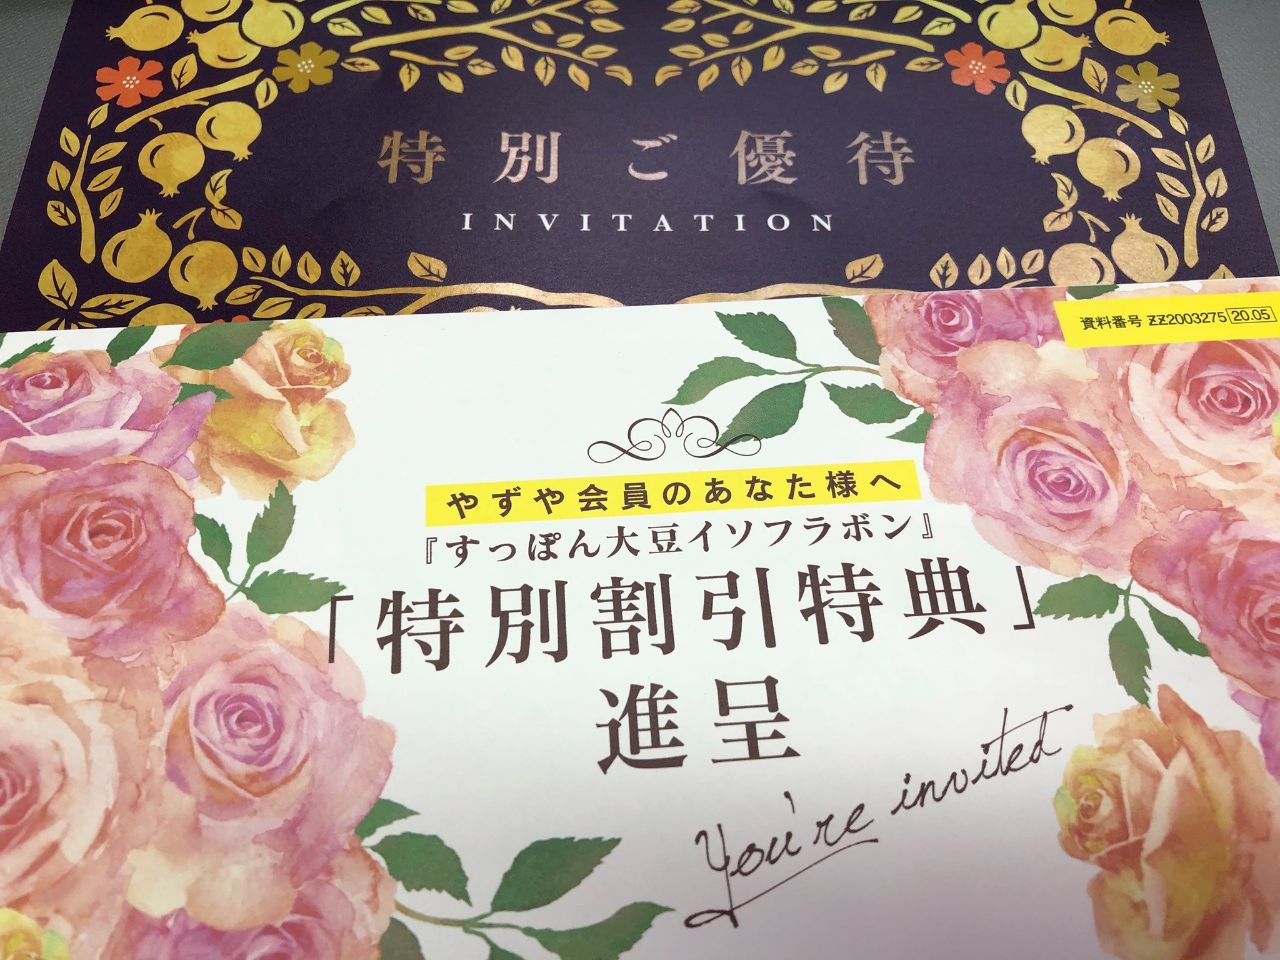 特別ご優待
INVITATION
資料番号 ZZ2003275 20.05
やずや会員のあなた様へ
『すっぽん大豆イソフラボン』
「特別割引特典」
進呈
You're invited